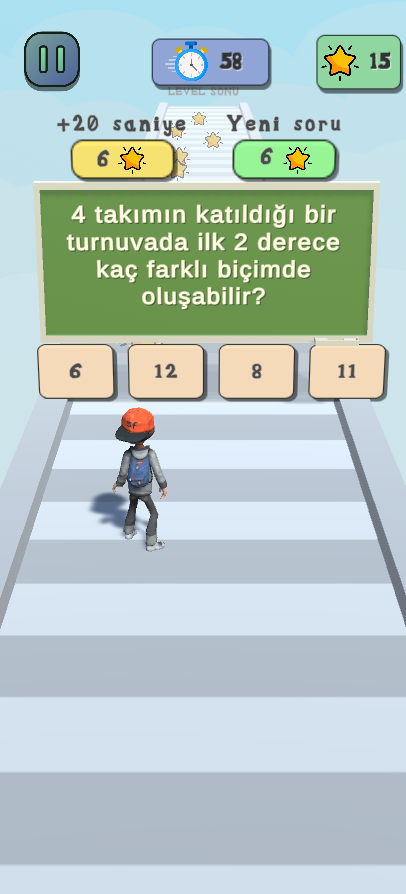 58
15
LEVEL SONU
+20 saniye
Yeni soru
6
6
4 takımın katıldığı bir
turnuvada ilk 2 derece
kaç farklı biçimde
oluşabilir?
6
12
8
11